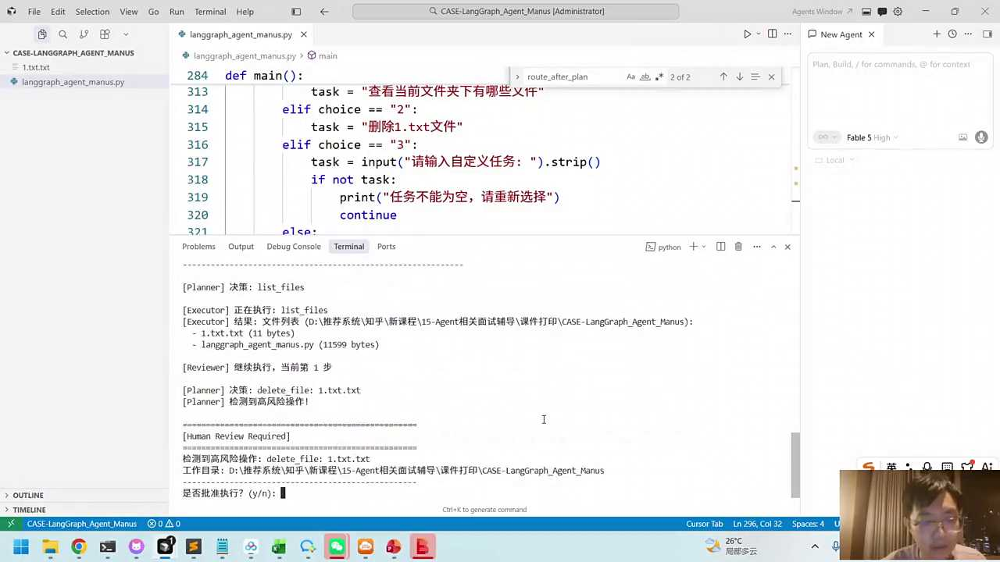 File Edit Selection View Go Run Terminal Help
CASE-LangGraph_Agent_Manus [Administrator]
Agents Window
CASE-LANGGRAPH_AGENT_MANUS
1.txt.txt
langgraph_agent_manus.py
OUTLINE
TIMELINE
langgraph_agent_manus.py
langgraph_agent_manus.py > main
route_after_plan
Aa ab 2 of 2
284 def main():
313 task = "查看当前文件夹下有哪些文件"
314 elif choice == "2":
315 task = "删除1.txt文件"
316 elif choice == "3":
317 task = input("请输入自定义任务: ").strip()
318 if not task:
319 print("任务不能为空，请重新选择")
320 continue
321 else:
Problems Output Debug Console Terminal Ports
python
------------------------------------------------------------
[Planner] 决策: list_files
[Executor] 正在执行: list_files
[Executor] 结果: 文件列表 (D:\推荐系统\知乎\新课程\15-Agent相关面试辅导\课件打印\CASE-LangGraph_Agent_Manus):
- 1.txt.txt (11 bytes)
- langgraph_agent_manus.py (11599 bytes)
[Reviewer] 继续执行，当前第 1 步
[Planner] 决策: delete_file: 1.txt.txt
[Planner] 检测到高风险操作!
==================================================
[Human Review Required]
==================================================
检测到高风险操作: delete_file: 1.txt.txt
工作目录: D:\推荐系统\知乎\新课程\15-Agent相关面试辅导\课件打印\CASE-LangGraph_Agent_Manus
--------------------------------------------------
是否批准执行? (y/n):
Ctrl+K to generate command
New Agent
Plan, Build, / for commands, @ for context
Fable 5 High
Local
英
CASE-LangGraph_Agent_Manus 0 0
Cursor Tab Ln 296, Col 32 Spaces: 4
26°C
局部多云